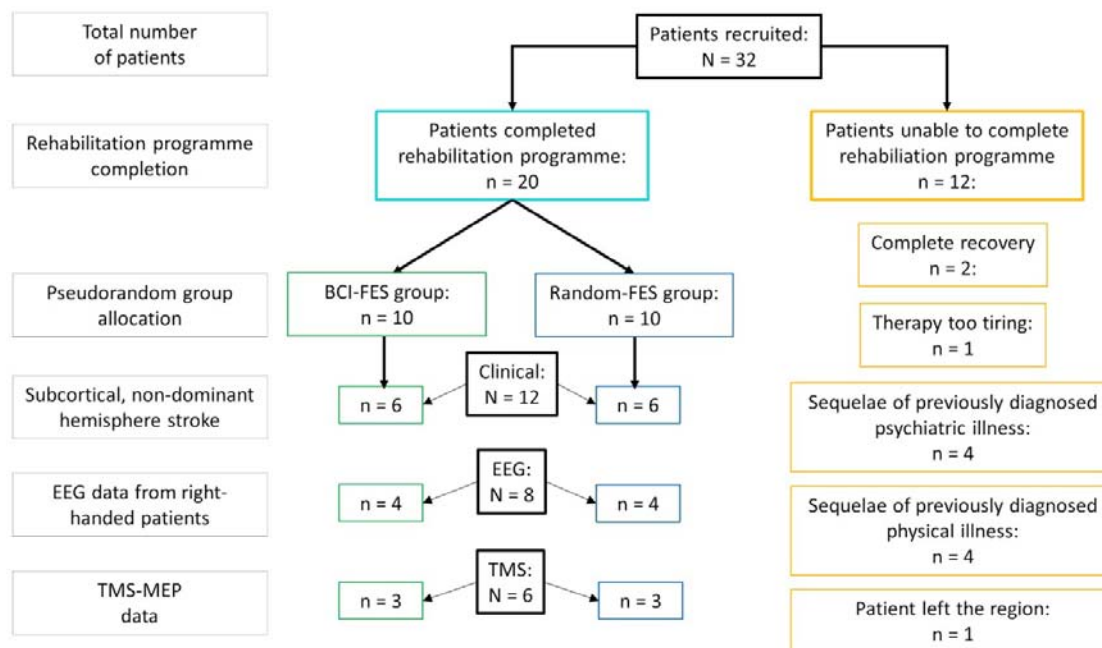 Total number
of patients
Patients recruited:
N = 32
Rehabilitation programme
completion
Patients completed
rehabilitation programme:
n = 20
Patients unable to complete
rehabiliation programme
n = 12:
Complete recovery
n = 2:
Pseudorandom group
allocation
BCI-FES group:
n = 10
Random-FES group:
n = 10
Therapy too tiring:
n = 1
Subcortical, non-dominant
hemisphere stroke
n = 6
Clinical:
N = 12
n = 6
Sequelae of previously diagnosed
psychiatric illness:
n = 4
EEG data from right-
handed patients
n = 4
EEG:
N = 8
n = 4
Sequelae of previously diagnosed
physical illness:
n = 4
TMS-MEP
data
n = 3
TMS:
N = 6
n = 3
Patient left the region:
n = 1